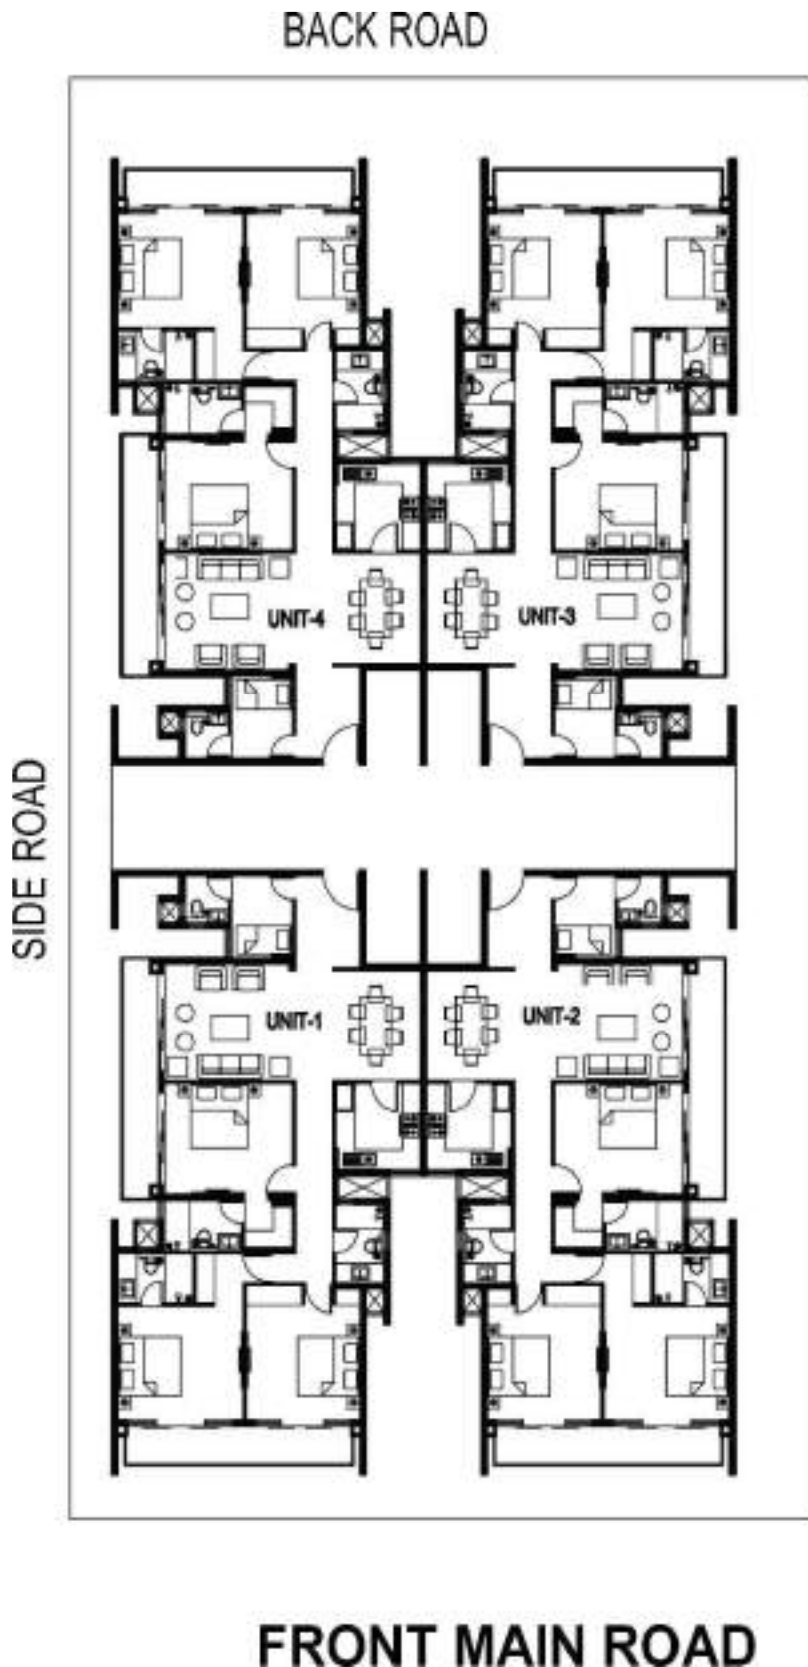 BACK ROAD
UNIT-4
UNIT-3
SIDE ROAD
UNIT-1
UNIT-2
FRONT MAIN ROAD